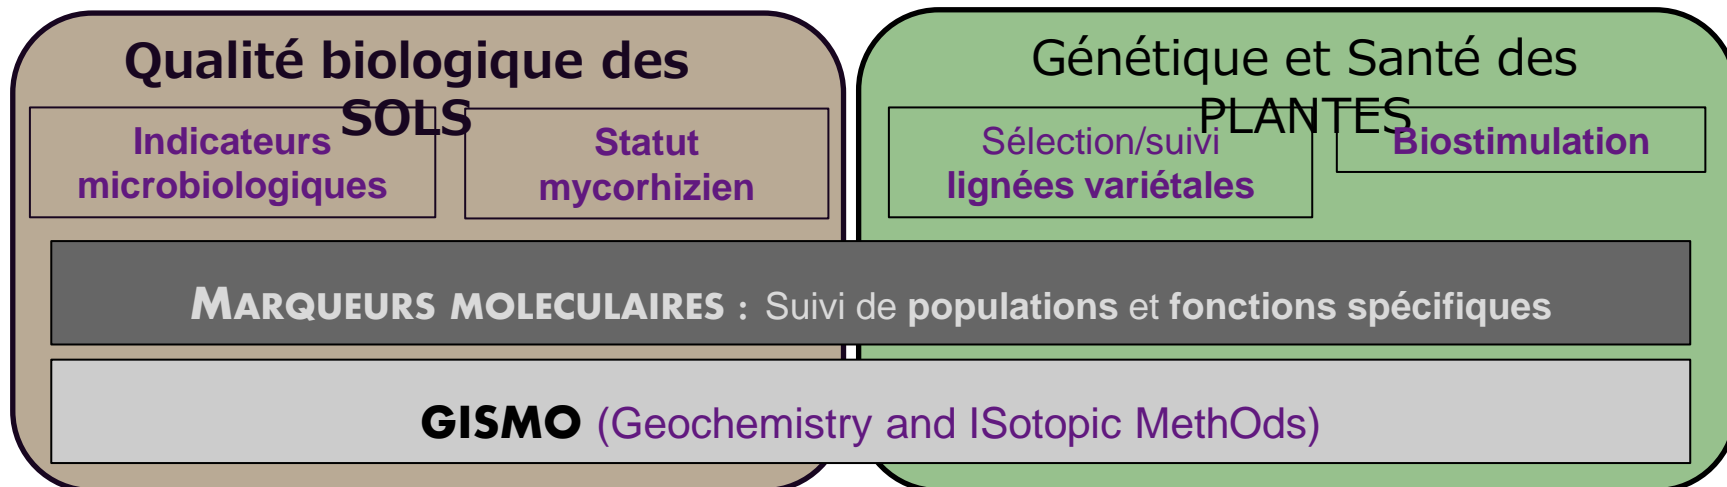 Qualité biologique des
SOLS
Indicateurs
microbiologiques
Statut
mycorhizien
Génétique et Santé des
PLANTES
Sélection/suivi
lignées variétales
Biostimulation
MARQUEURS MOLECULAIRES : Suivi de populations et fonctions spécifiques
GISMO (Geochemistry and ISotopic MethOds)